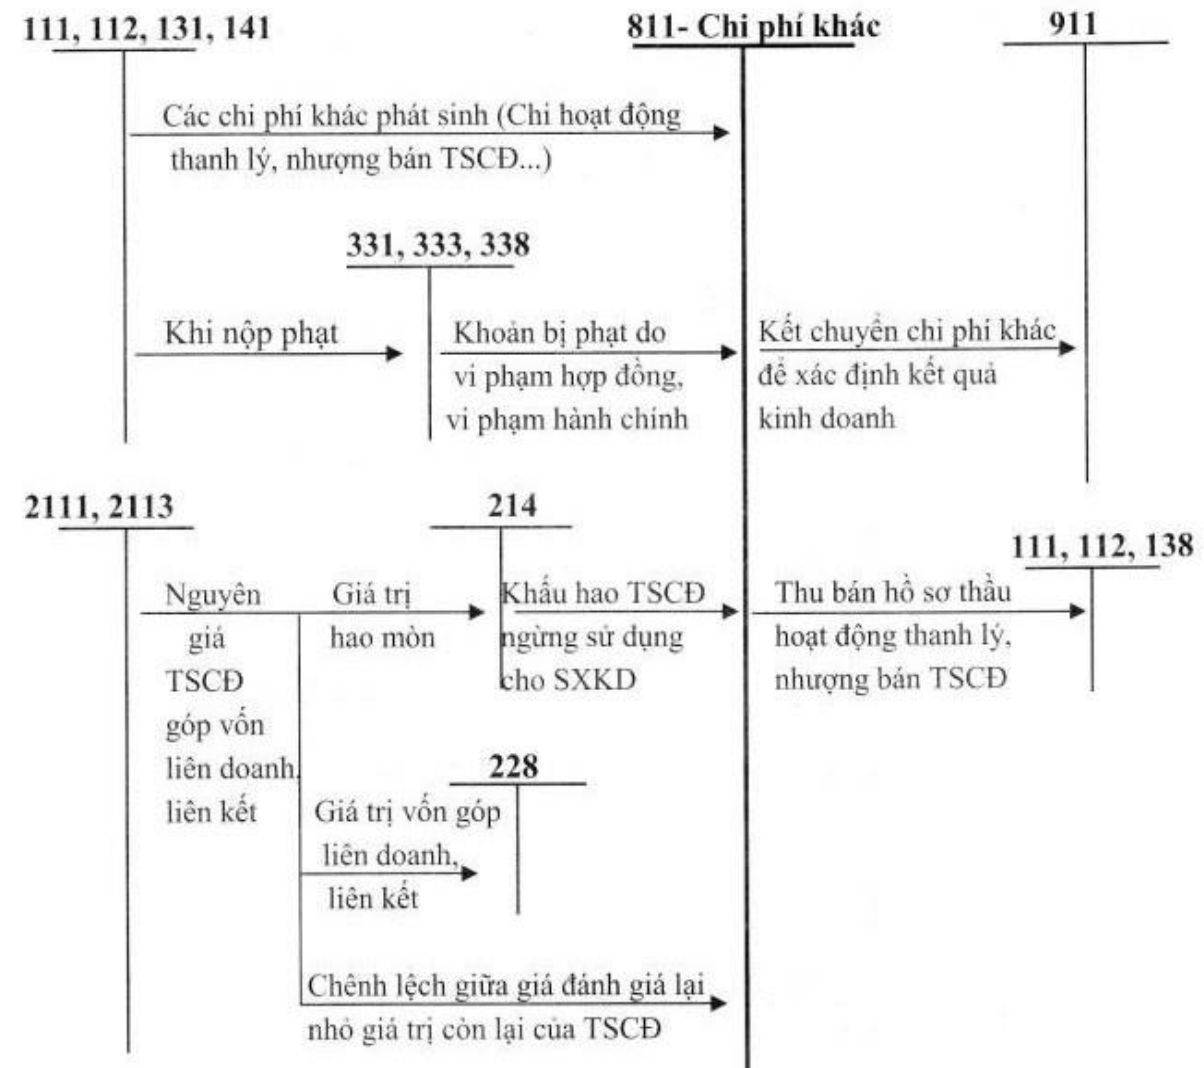 111, 112, 131, 141
811- Chi phí khác
911
Các chi phí khác phát sinh (Chi hoạt động
thanh lý, nhượng bán TSCĐ...)
331, 333, 338
Khi nộp phạt
Khoản bị phạt do
vi phạm hợp đồng,
vi phạm hành chính
Kết chuyển chi phí khác
để xác định kết quả
kinh doanh
2111, 2113
214
111, 112, 138
Nguyên
giá
TSCĐ
góp vốn
liên doanh,
liên kết
Giá trị
hao mòn
Khấu hao TSCĐ
ngừng sử dụng
cho SXKD
Thu bán hồ sơ thầu
hoạt động thanh lý,
nhượng bán TSCĐ
228
Giá trị vốn góp
liên doanh,
liên kết
Chênh lệch giữa giá đánh giá lại
nhỏ giá trị còn lại của TSCĐ